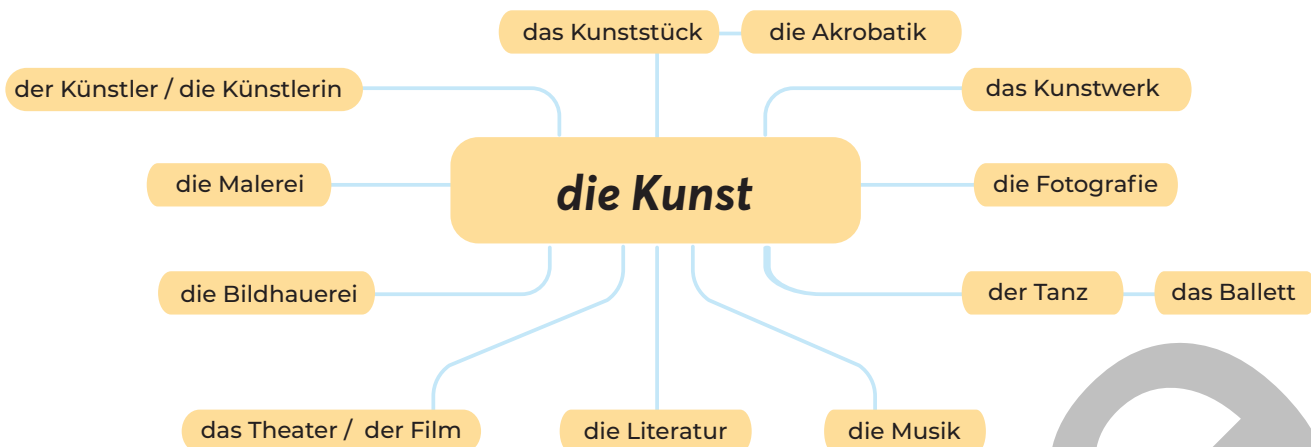 das Kunststück
die Akrobatik
der Künstler / die Künstlerin
das Kunstwerk
die Malerei
die Kunst
die Fotografie
die Bildhauerei
der Tanz
das Ballett
das Theater / der Film
die Literatur
die Musik